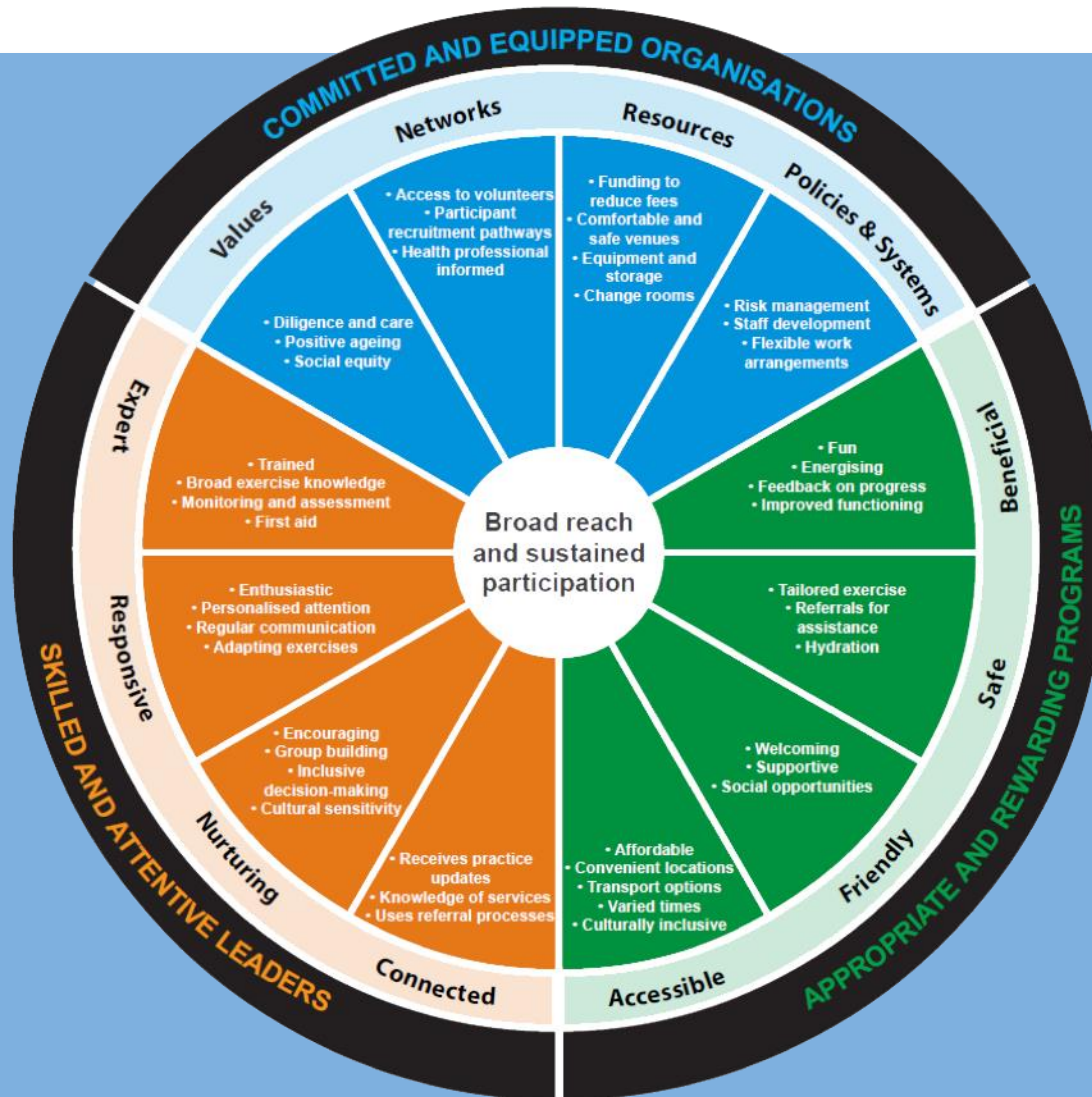 COMMITTED AND EQUIPPED ORGANISATIONS
Values
Networks
Resources
Policies & Systems
• Diligence and care
• Positive ageing
• Social equity
• Access to volunteers
• Participant
recruitment pathways
• Health professional
informed
• Funding to
reduce fees
• Comfortable and
safe venues
• Equipment and
storage
• Change rooms
• Risk management
• Staff development
• Flexible work
arrangements
APPROPRIATE AND REWARDING PROGRAMS
Beneficial
• Fun
• Energising
• Feedback on progress
• Improved functioning
Safe
• Tailored exercise
• Referrals for
assistance
• Hydration
Friendly
• Welcoming
• Supportive
• Social opportunities
Accessible
• Affordable
• Convenient locations
• Transport options
• Varied times
• Culturally inclusive
SKILLED AND ATTENTIVE LEADERS
Expert
• Trained
• Broad exercise knowledge
• Monitoring and assessment
• First aid
Responsive
• Enthusiastic
• Personalised attention
• Regular communication
• Adapting exercises
Nurturing
• Encouraging
• Group building
• Inclusive
decision-making
• Cultural sensitivity
Connected
• Receives practice
updates
• Knowledge of services
• Uses referral processes
Broad reach
and sustained
participation